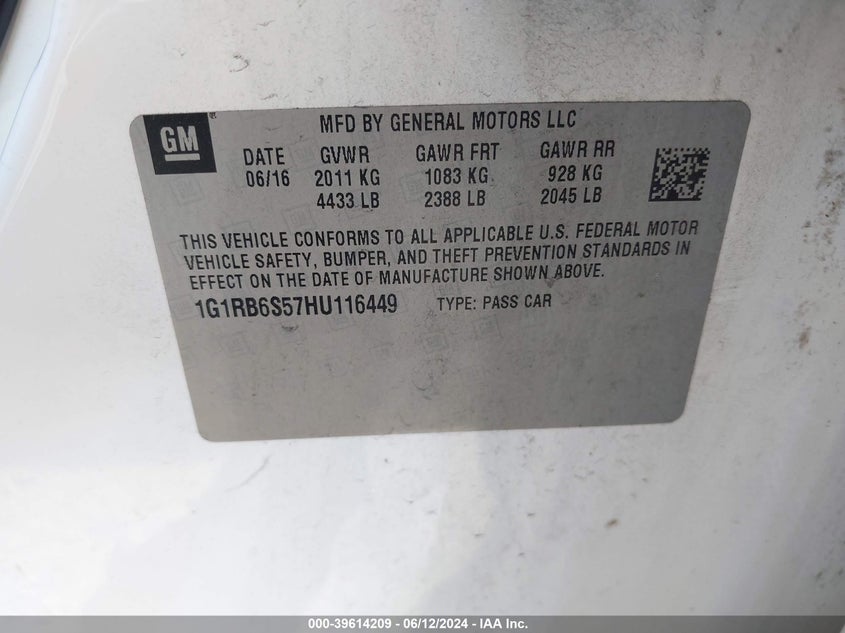 GM
MFD BY GENERAL MOTORS LLC
DATE GVWR GAWR FRT GAWR RR
06/16 2011 KG 1083 KG 928 KG
4433 LB 2388 LB 2045 LB
THIS VEHICLE CONFORMS TO ALL APPLICABLE U.S. FEDERAL MOTOR
VEHICLE SAFETY, BUMPER, AND THEFT PREVENTION STANDARDS IN
EFFECT ON THE DATE OF MANUFACTURE SHOWN ABOVE.
1G1RB6S57HU116449 TYPE: PASS CAR
000-39614209 - 06/12/2024 - IAA, Inc.